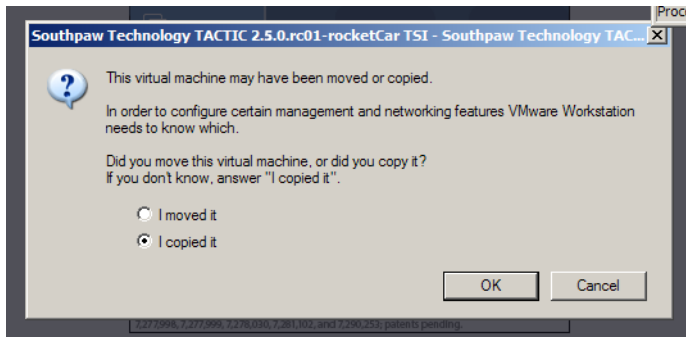 Proc
Southpaw Technology TACTIC 2.5.0.rc01-rocketCar TSI - Southpaw Technology TAC...
This virtual machine may have been moved or copied.
In order to configure certain management and networking features VMware Workstation
needs to know which.
Did you move this virtual machine, or did you copy it?
If you don't know, answer "I copied it".
I moved it
I copied it
OK
Cancel
7,277,998, 7,277,999, 7,278,030, 7,281,102, and 7,290,253; patents pending.